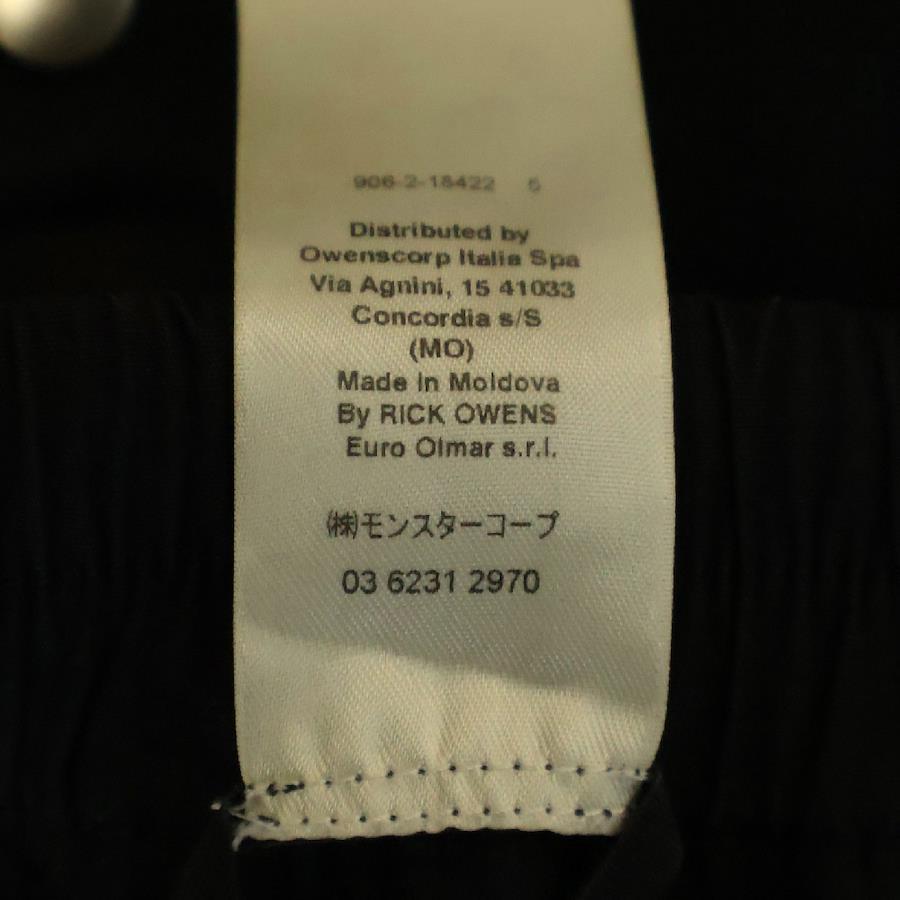 906-2-18422 5
Distributed by
Owenscorp Italia Spa
Via Agnini, 15 41033
Concordia s/S
(MO)
Made in Moldova
By RICK OWENS
Euro Olmar s.r.l.
㈱モンスターコープ
03 6231 2970